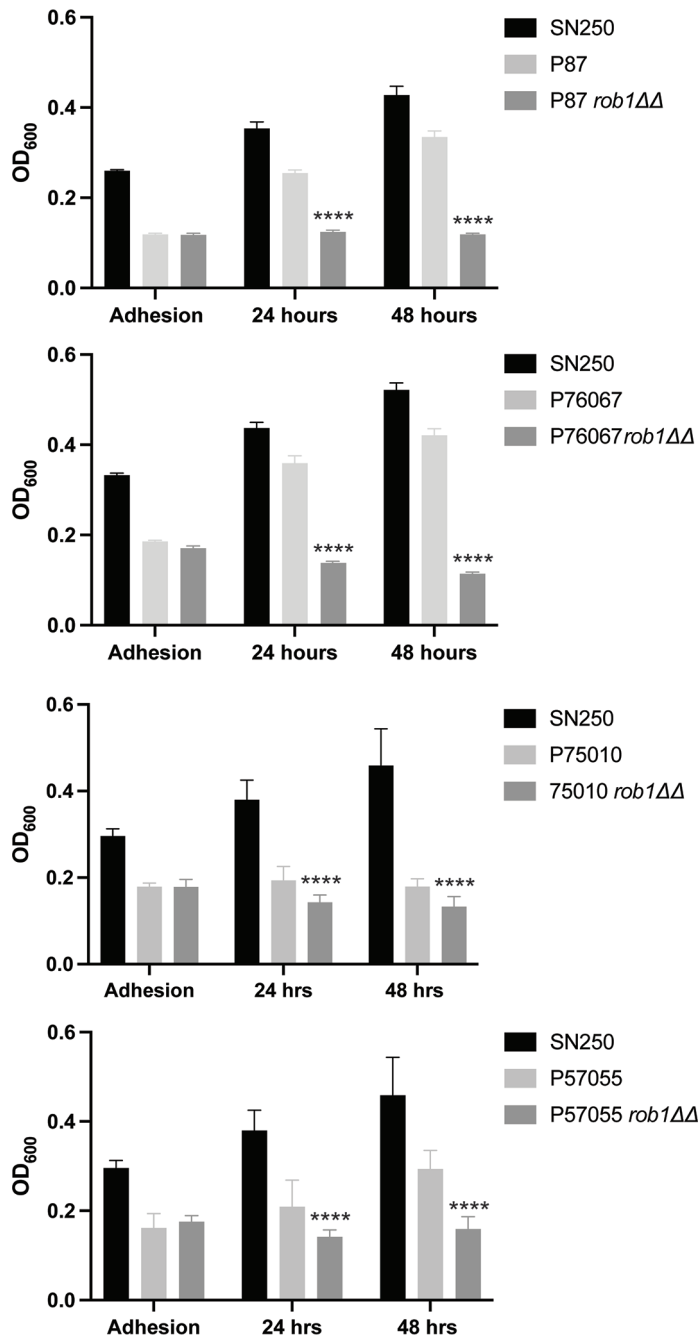 SN250
P87
P87 rob1ΔΔ
OD600
0.6
0.4
0.2
0.0
**** ****
Adhesion 24 hours 48 hours
SN250
P76067
P76067rob1ΔΔ
OD600
0.6
0.4
0.2
0.0
**** ****
Adhesion 24 hours 48 hours
SN250
P75010
75010 rob1ΔΔ
OD600
0.6
0.4
0.2
0.0
**** ****
Adhesion 24 hrs 48 hrs
SN250
P57055
P57055 rob1ΔΔ
OD600
0.6
0.4
0.2
0.0
**** ****
Adhesion 24 hrs 48 hrs